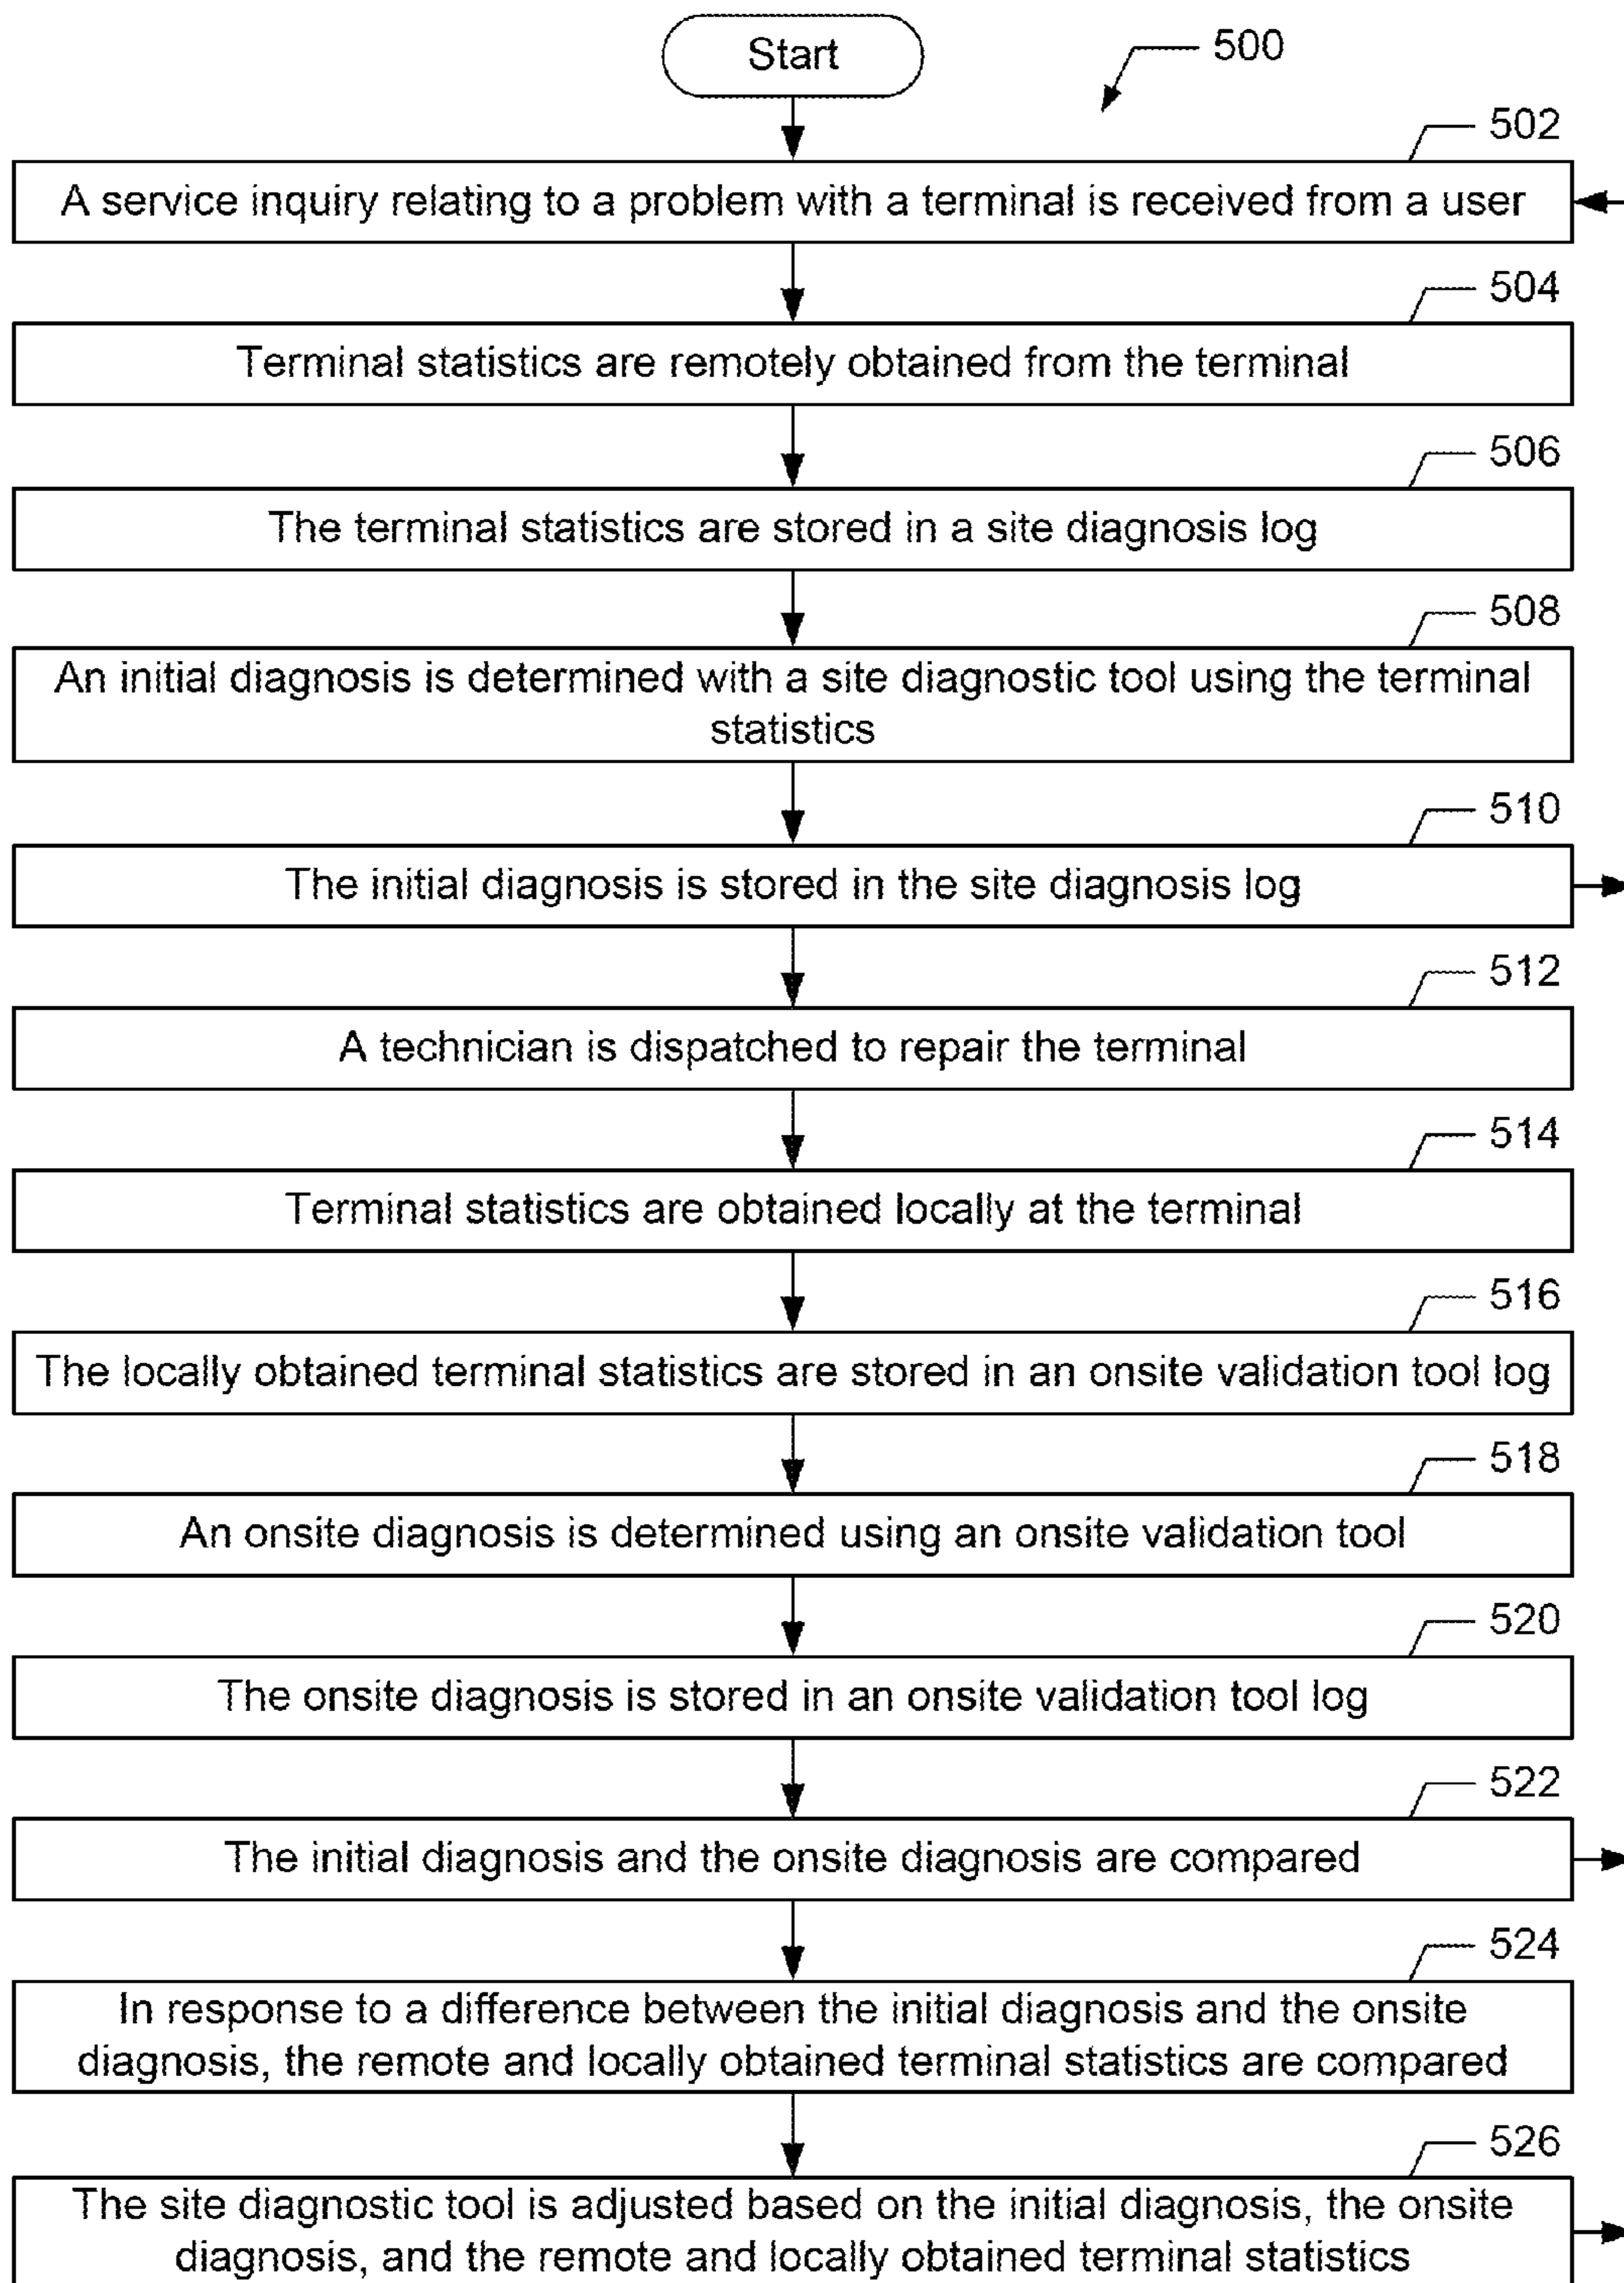 Start
500
502
A service inquiry relating to a problem with a terminal is received from a user
504
Terminal statistics are remotely obtained from the terminal
506
The terminal statistics are stored in a site diagnosis log
508
An initial diagnosis is determined with a site diagnostic tool using the terminal
statistics
510
The initial diagnosis is stored in the site diagnosis log
512
A technician is dispatched to repair the terminal
514
Terminal statistics are obtained locally at the terminal
516
The locally obtained terminal statistics are stored in an onsite validation tool log
518
An onsite diagnosis is determined using an onsite validation tool
520
The onsite diagnosis is stored in an onsite validation tool log
522
The initial diagnosis and the onsite diagnosis are compared
524
In response to a difference between the initial diagnosis and the onsite
diagnosis, the remote and locally obtained terminal statistics are compared
526
The site diagnostic tool is adjusted based on the initial diagnosis, the onsite
diagnosis, and the remote and locally obtained terminal statistics